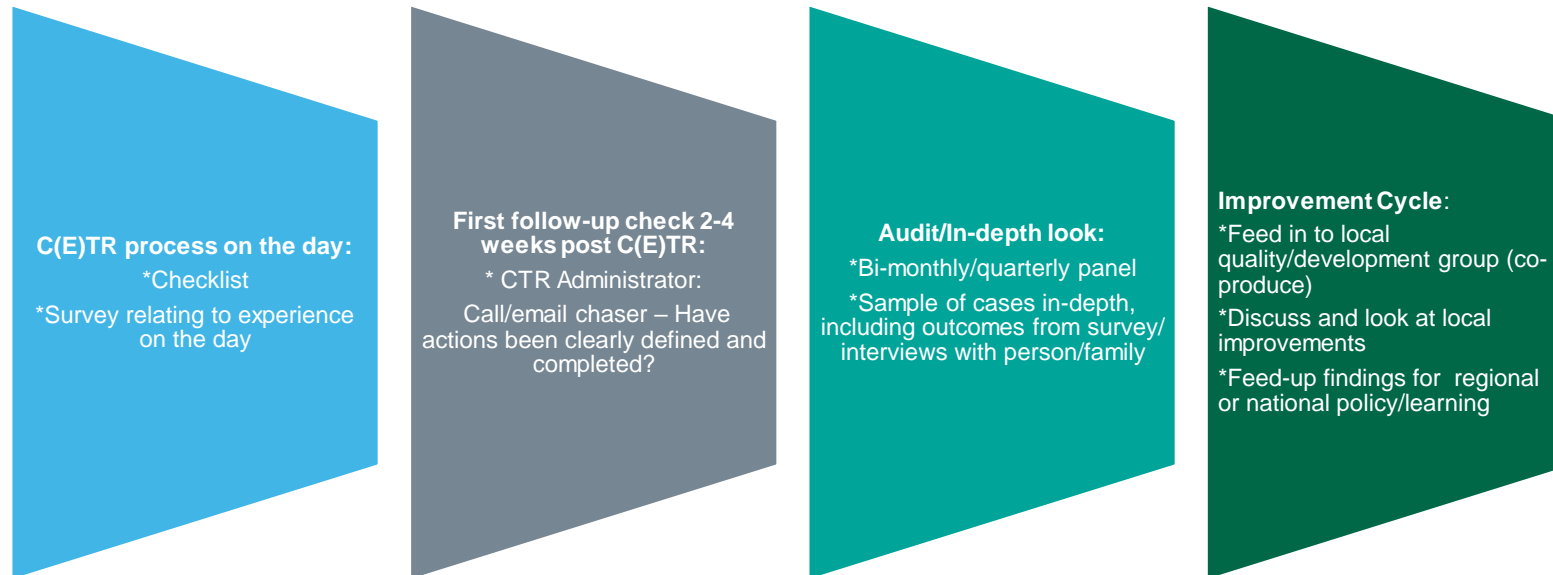 C(E)TR process on the day:
*Checklist
*Survey relating to experience
on the day
First follow-up check 2-4
weeks post C(E)TR:
* CTR Administrator:
Call/email chaser – Have
actions been clearly defined and
completed?
Audit/In-depth look:
*Bi-monthly/quarterly panel
*Sample of cases in-depth,
including outcomes from survey/
interviews with person/family
Improvement Cycle:
*Feed in to local
quality/development group (co-
produce)
*Discuss and look at local
improvements
*Feed-up findings for regional
or national policy/learning